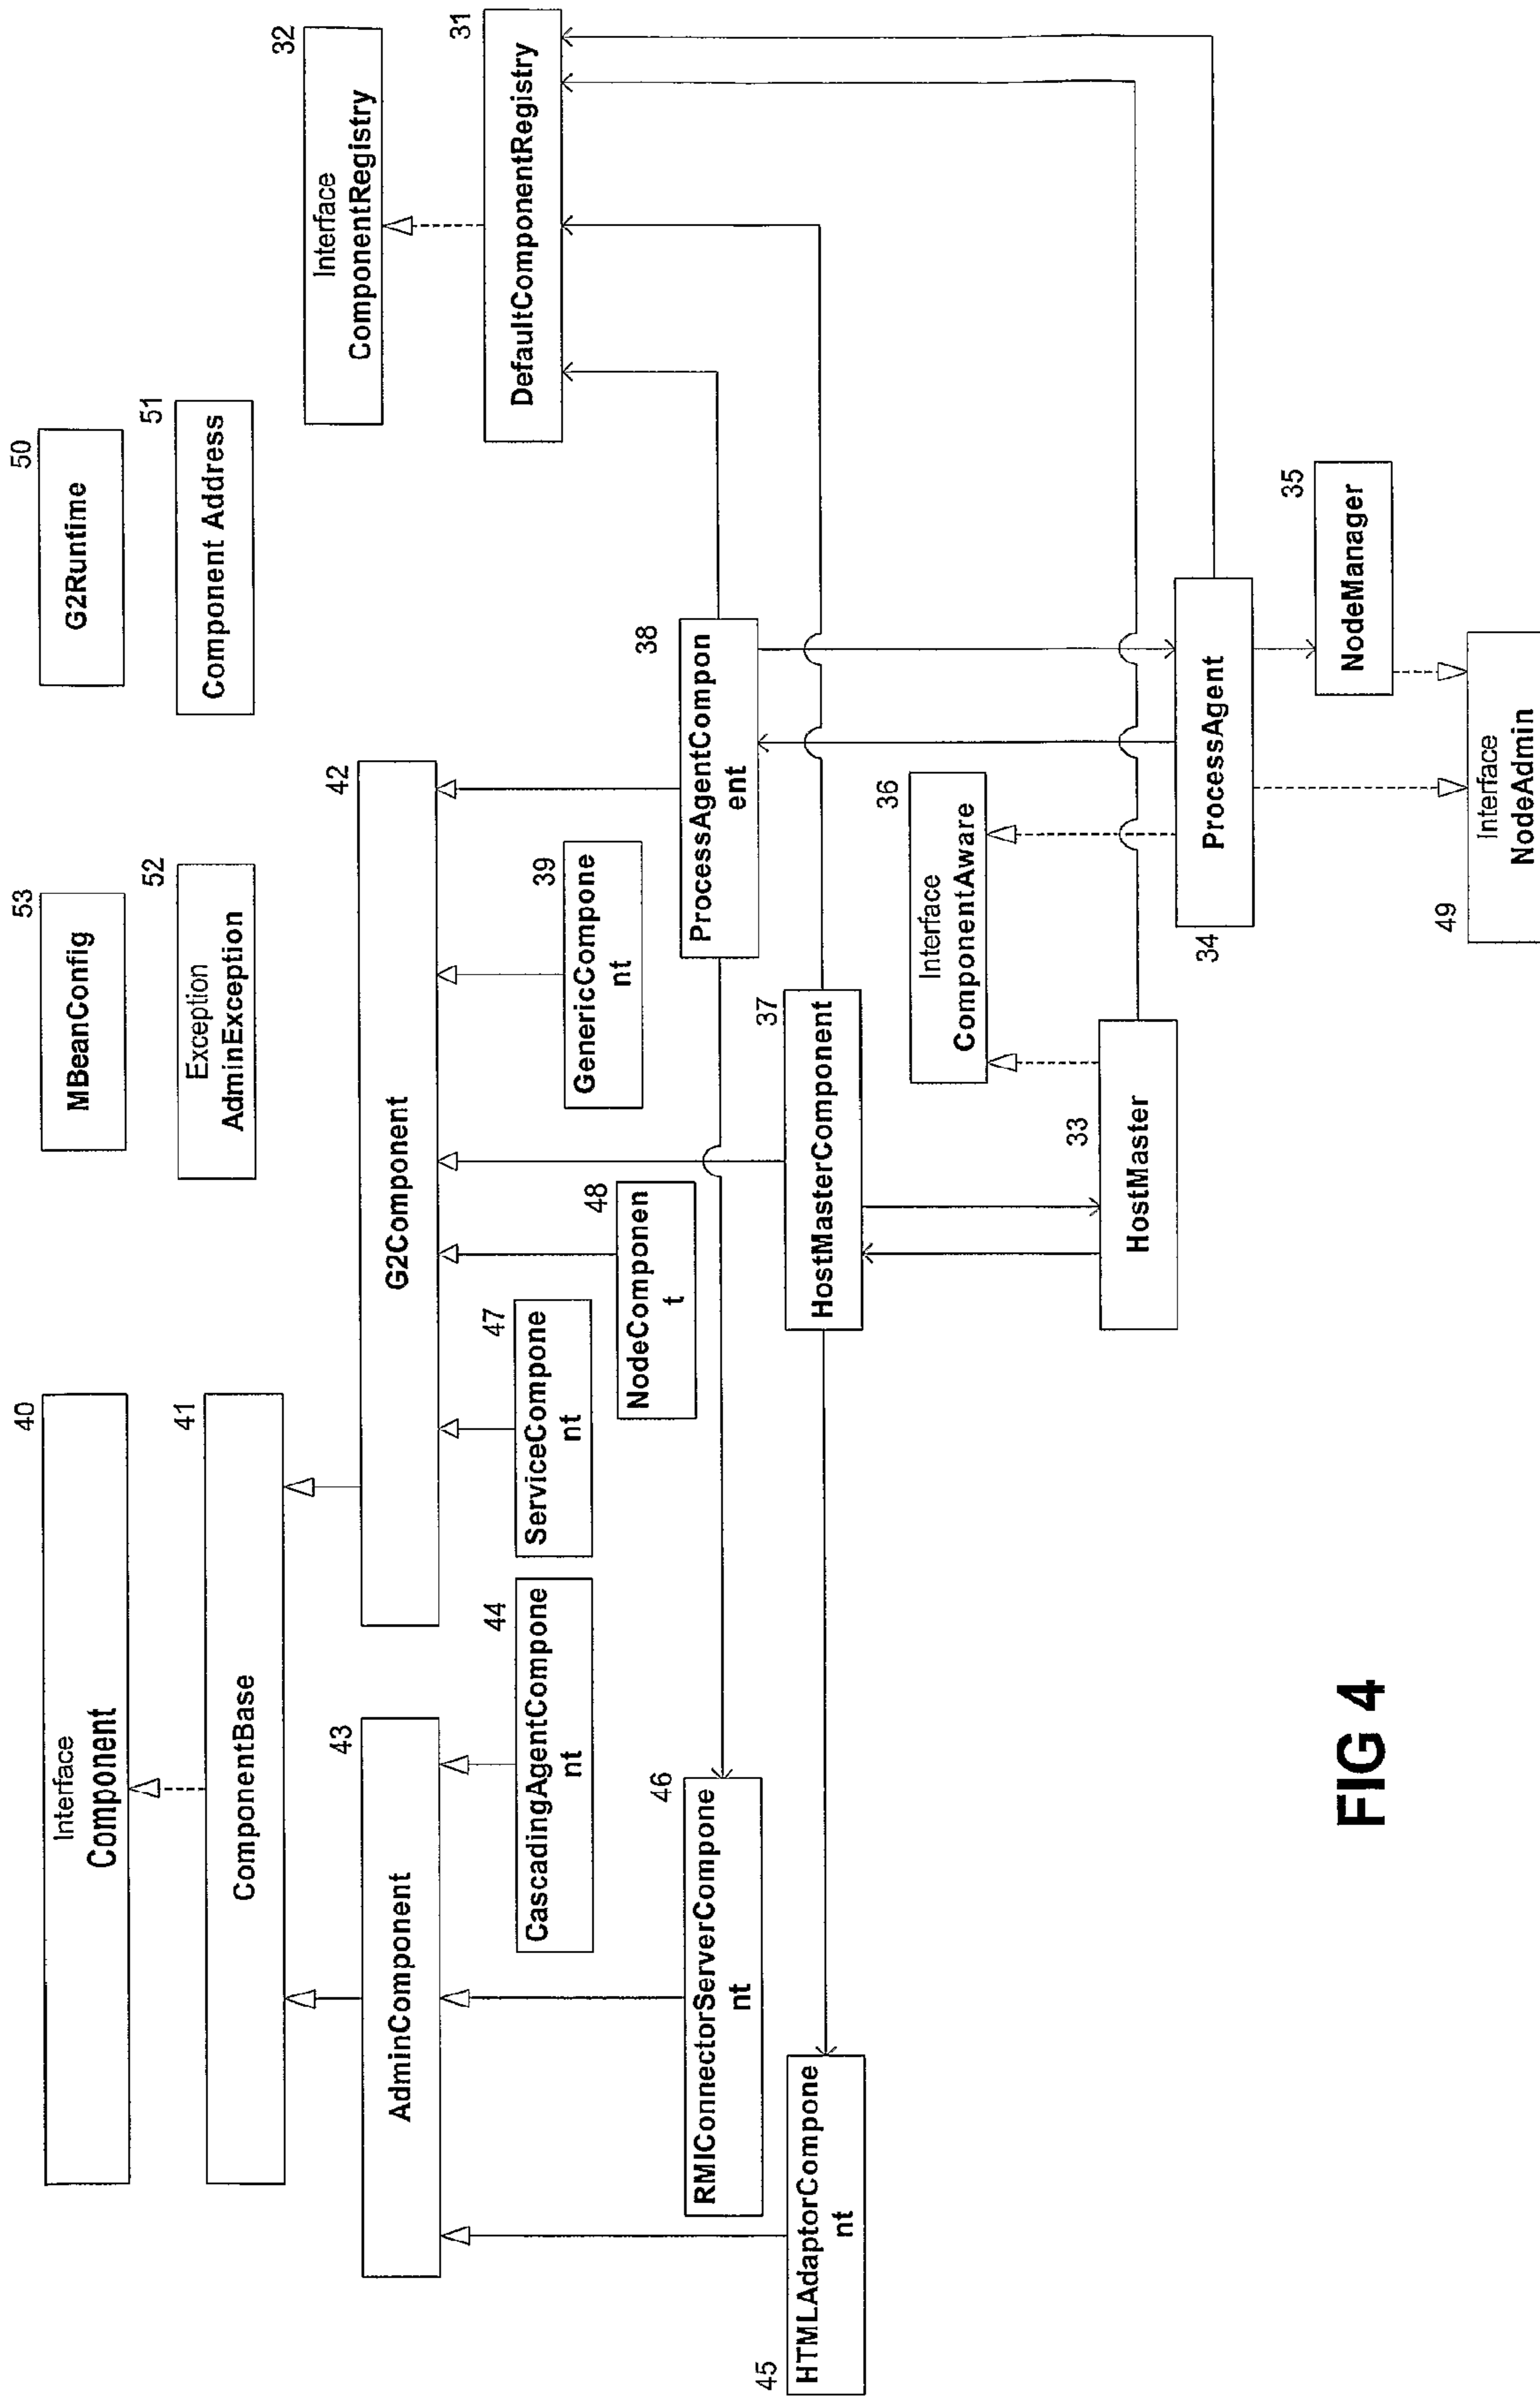 40
Interface
Component
53
MBeanConfig
50
G2Runtime
41
ComponentBase
52
Exception
AdminException
51
Component Address
32
Interface
ComponentRegistry
43
AdminComponent
42
G2Component
31
DefaultComponentRegistry
44
CascadingAgentCompone
nt
47
ServiceCompone
nt
39
GenericCompone
nt
48
NodeComponen
t
46
RMIConnectorServerCompone
nt
38
ProcessAgentCompon
ent
45
HTMLAdaptorCompone
nt
37
HostMasterComponent
36
Interface
ComponentAware
33
HostMaster
34
ProcessAgent
35
NodeManager
49
Interface
NodeAdmin
FIG 4